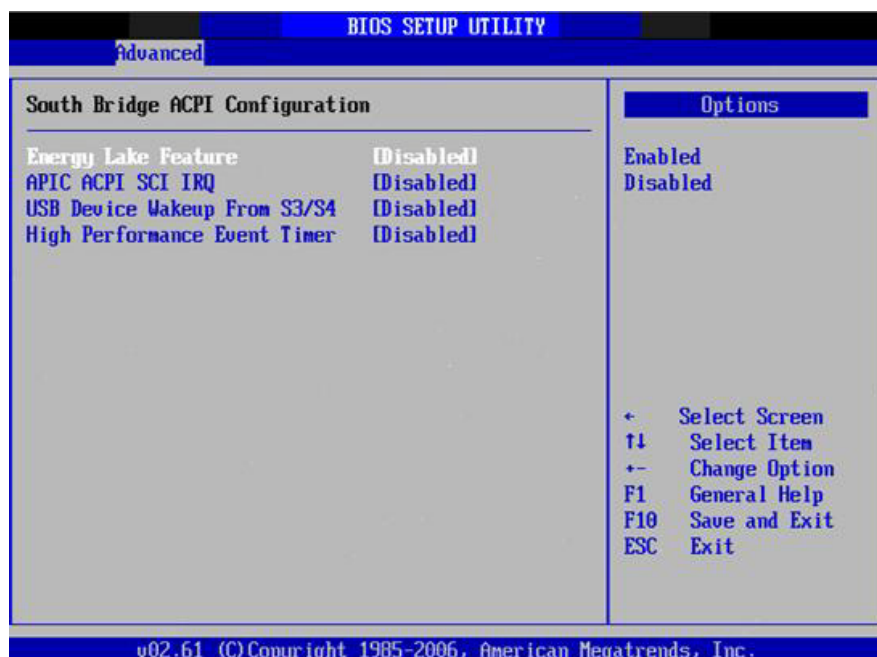 BIOS SETUP UTILITY
Advanced
South Bridge ACPI Configuration
Energy Lake Feature [Disabled]
APIC ACPI SCI IRQ [Disabled]
USB Device Wakeup From S3/S4 [Disabled]
High Performance Event Timer [Disabled]
Options
Enabled
Disabled
← Select Screen
↑↓ Select Item
+- Change Option
F1 General Help
F10 Save and Exit
ESC Exit
v02.61 (C)Copyright 1985-2006, American Megatrends, Inc.